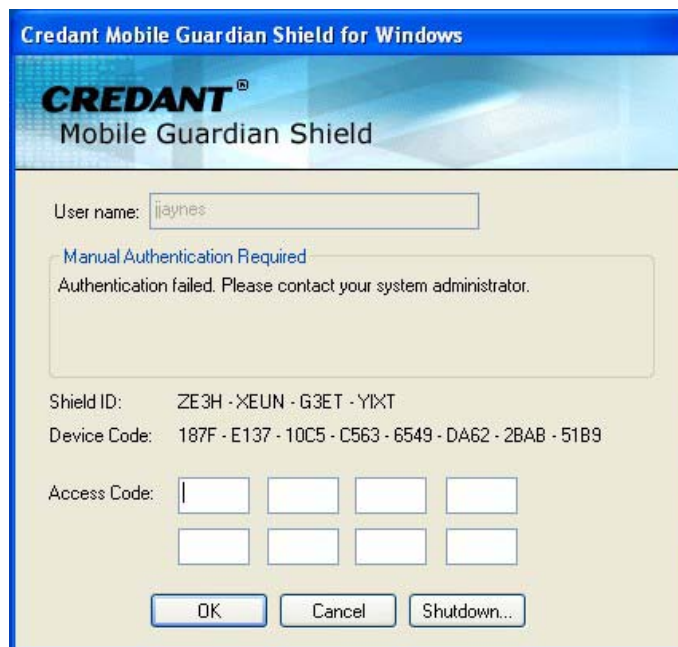 Credant Mobile Guardian Shield for Windows
CREDANT®
Mobile Guardian Shield
User name: jjaynes
Manual Authentication Required
Authentication failed. Please contact your system administrator.
Shield ID: ZE3H - XEUN - G3ET - YIXT
Device Code: 187F - E137 - 10C5 - C563 - 6549 - DA62 - 2BAB - 51B9
Access Code:
OK Cancel Shutdown...